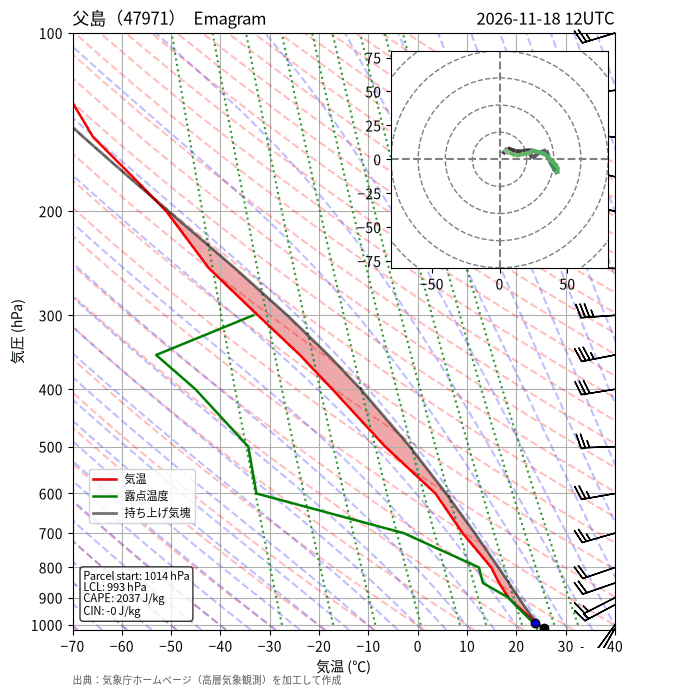 父島（47971） Emagram
2026-11-18 12UTC
100
200
300
400
500
600
700
800
900
1000
気圧 (hPa)
75
50
25
0
−25
−50
−75
−50
0
50
気温
露点温度
持ち上げ気塊
Parcel start: 1014 hPa
LCL: 993 hPa
CAPE: 2037 J/kg
CIN: -0 J/kg
−70
−60
−50
−40
−30
−20
−10
0
10
20
30
40
気温 (℃)
出典：気象庁ホームページ（高層気象観測）を加工して作成